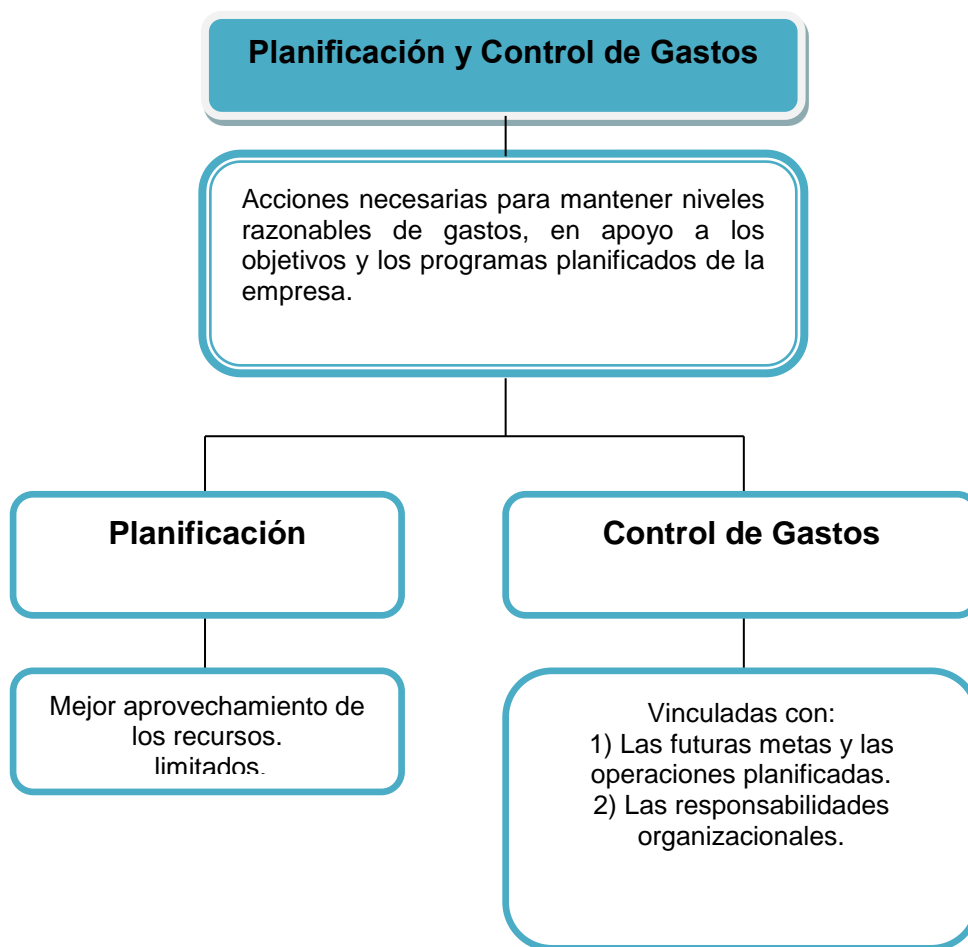 Planificación y Control de Gastos
Acciones necesarias para mantener niveles
razonables de gastos, en apoyo a los
objetivos y los programas planificados de la
empresa.
Planificación
Control de Gastos
Mejor aprovechamiento de
los recursos.
limitados.
Vinculadas con:
1) Las futuras metas y las
operaciones planificadas.
2) Las responsabilidades
organizacionales.